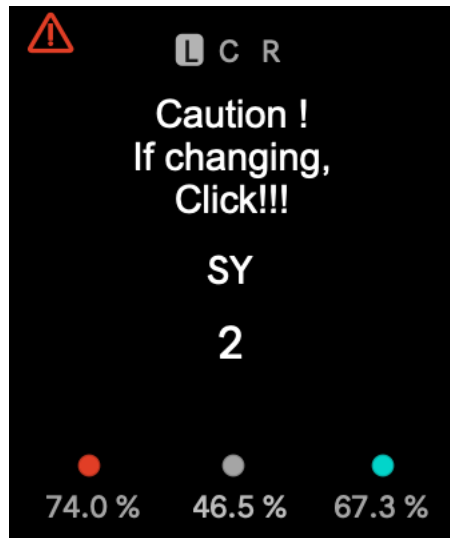 L C R
Caution !
If changing,
Click!!!
SY
2
74.0 % 46.5 % 67.3 %